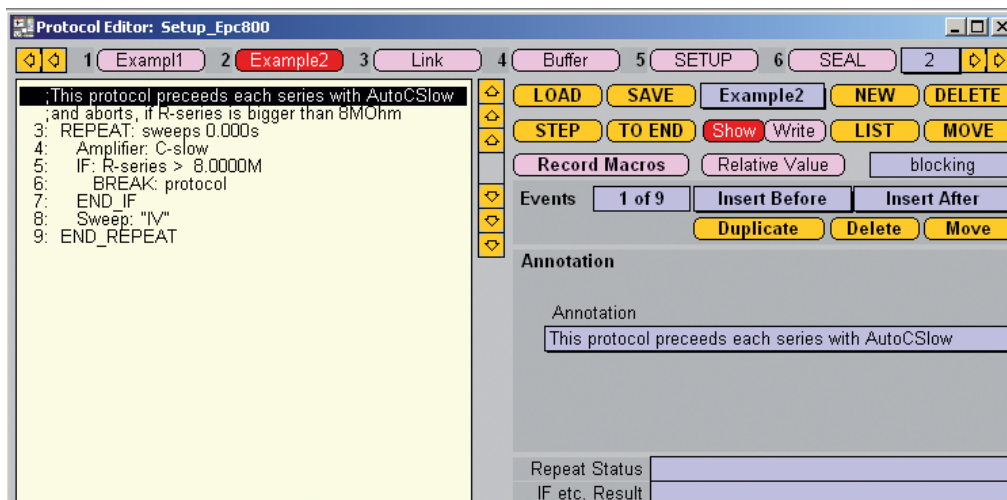 Protocol Editor: Setup_Epc800
1 Exampl1 2 Example2 3 Link 4 Buffer 5 SETUP 6 SEAL 2
;This protocol preceeds each series with AutoCSlow
;and aborts, if R-series is bigger than 8MOhm
3: REPEAT: sweeps 0.000s
4: Amplifier: C-slow
5: IF: R-series > 8.0000M
6: BREAK: protocol
7: END_IF
8: Sweep: "IV"
9: END_REPEAT
LOAD SAVE Example2 NEW DELETE
STEP TO END Show Write LIST MOVE
Record Macros Relative Value blocking
Events 1 of 9 Insert Before Insert After
Duplicate Delete Move
Annotation
Annotation
This protocol preceeds each series with AutoCSlow
Repeat Status
IF etc. Result